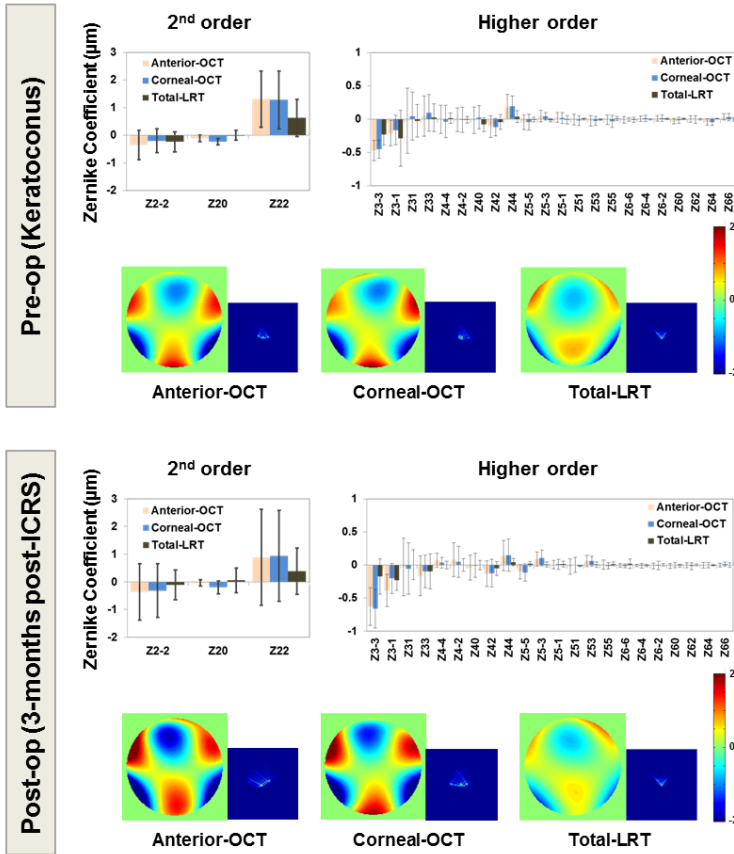 Pre-op (Keratoconus)
2nd order
Higher order
Zernike Coefficient (µm)
3
2
1
0
-1
-2
Anterior-OCT
Corneal-OCT
Total-LRT
Z2-2 Z20 Z22
1
0.5
0
-0.5
-1
Anterior-OCT
Corneal-OCT
Total-LRT
Z3-3 Z3-1 Z31 Z33 Z4-4 Z4-2 Z40 Z42 Z44 Z5-5 Z5-3 Z5-1 Z51 Z53 Z55 Z6-6 Z6-4 Z6-2 Z60 Z62 Z64 Z66
2
0
-2
Anterior-OCT Corneal-OCT Total-LRT
Post-op (3-months post-ICRS)
2nd order
Higher order
Zernike Coefficient (µm)
3
2
1
0
-1
-2
Anterior-OCT
Corneal-OCT
Total-LRT
Z2-2 Z20 Z22
1
0.5
0
-0.5
-1
Anterior-OCT
Corneal-OCT
Total-LRT
Z3-3 Z3-1 Z31 Z33 Z4-4 Z4-2 Z40 Z42 Z44 Z5-5 Z5-3 Z5-1 Z51 Z53 Z55 Z6-6 Z6-4 Z6-2 Z60 Z62 Z64 Z66
2
0
-2
Anterior-OCT Corneal-OCT Total-LRT